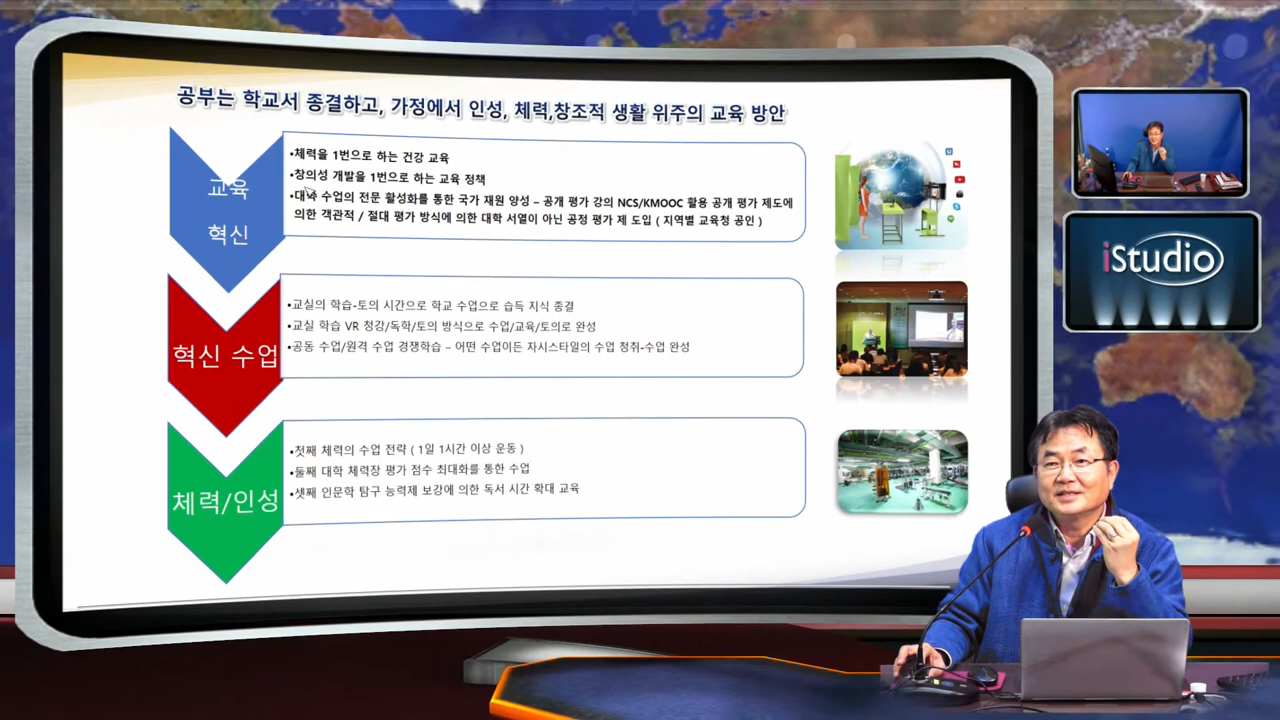 공부는 학교서 종결하고, 가정에서 인성, 체력,창조적 생활 위주의 교육 방안
교육
혁신
•체력을 1번으로 하는 건강 교육
•창의성 개발을 1번으로 하는 교육 정책
수업의 전문 활성화를 통한 국가 재원 양성 – 공개 평가 강의 NCS/KMOOC 활용 공개 평가 제도에
의한 객관적 / 절대 평가 방식에 의한 대학 서열이 아닌 공정 평가 제 도입 ( 지역별 교육청 공인 )
혁신 수업
•교실의 학습-토의 시간으로 학교 수업으로 습득 지식 종결
•교실 학습 VR 청강/독학/토의 방식으로 수업/교육/토의로 완성
•공동 수업/원격 수업 경쟁학습 – 어떤 수업이든 자시스타일의 수업 청취-수업 완성
체력/인성
•첫째 체력의 수업 전략 ( 1일 1시간 이상 운동 )
•둘째 대학 체력장 평가 점수 최대화를 통한 수업
•셋째 인문학 탐구 능력제 보강에 의한 독서 시간 확대 교육
iStudio